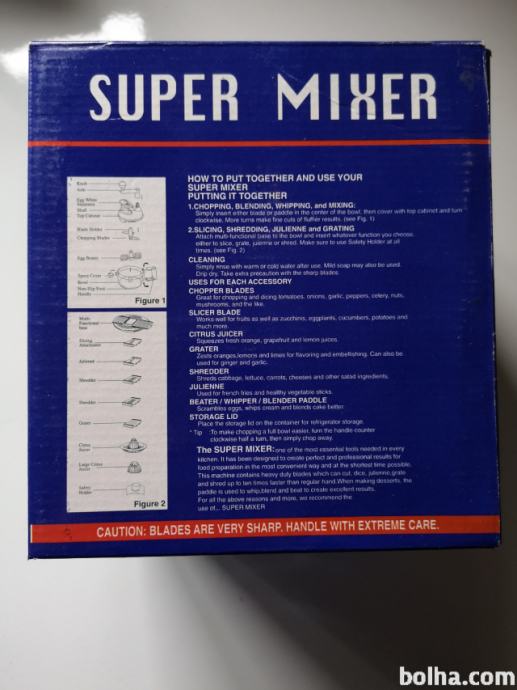 SUPER MIXER
HOW TO PUT TOGETHER AND USE YOUR
SUPER MIXER
PUTTING IT TOGETHER
1.CHOPPING, BLENDING, WHIPPING, and MIXING:
Simply insert either blade or paddle in the center of the bowl, then cover with top cabinet and turn
clockwise. More turns make fine cuts of fluffier results. (see Fig. 1)
2.SLICING, SHREDDING, JULIENNE and GRATING
Attach multi-functional base to the bowl and insert whatever function you choose,
either to slice, grate, julienne or shred. Make sure to use Safety Holder at all
times. (see Fig. 2)
CLEANING
Simply rinse with warm or cold water after use. Mild soap may also be used.
Drip dry. Take extra precaution with the sharp blades.
USES FOR EACH ACCESSORY
CHOPPER BLADES
Great for chopping and dicing tomatoes, onions, garlic, peppers, celery, nuts,
mushrooms, and the like.
SLICER BLADE
Works well for fruits as well as zucchinis, eggplants, cucumbers, potatoes and
much more.
CITRUS JUICER
Squeezes fresh orange, grapefruit and lemon juices.
GRATER
Zests oranges,lemons and limes for flavoring and embellishing. Can also be
used for ginger and garlic.
SHREDDER
Shreds cabbage, lettuce, carrots, cheeses and other salad ingredients.
JULIENNE
Used for french fries and healthy vegetable sticks.
BEATER / WHIPPER / BLENDER PADDLE
Scrambles eggs, whips cream and blends cake better.
STORAGE LID
Place the storage lid on the container for refrigerator storage.
* Tip :To make chopping a full bowl easier, turn the handle counter
clockwise half a turn, then simply chop away.
The SUPER MIXER:one of the most essential tools needed in every
kitchen. It has been designed to create perfect and professional results for
food preparation in the most convenient way and at the shortest time possible.
This machine contains heavy duty blades which can cut, dice, julienne,grate
and shred up to ten times faster than regular hand.When making desserts, the
paddle is used to whip,blend and beat to create excellent results.
For all the above reasons and more, we recommend the
use of... SUPER MIXER
Knob
Egg White
Separator
Top Cabinet
Blade Holder
Chopping Blades
Egg Beater
Bowl
Handle
Figure 1
Multi-
Functional
base
Slicing
Shredder
Shredder
Grater
Citrus
Juicer
Large Citrus
Juicer
Safety
Holder
Figure 2
CAUTION: BLADES ARE VERY SHARP. HANDLE WITH EXTREME CARE.
bolha.com